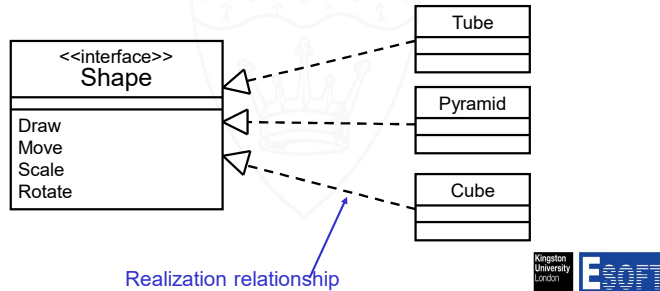 <<interface>>
Shape
Draw
Move
Scale
Rotate
Tube
Pyramid
Cube
Realization relationship
Kingston
University
London
ESOFT